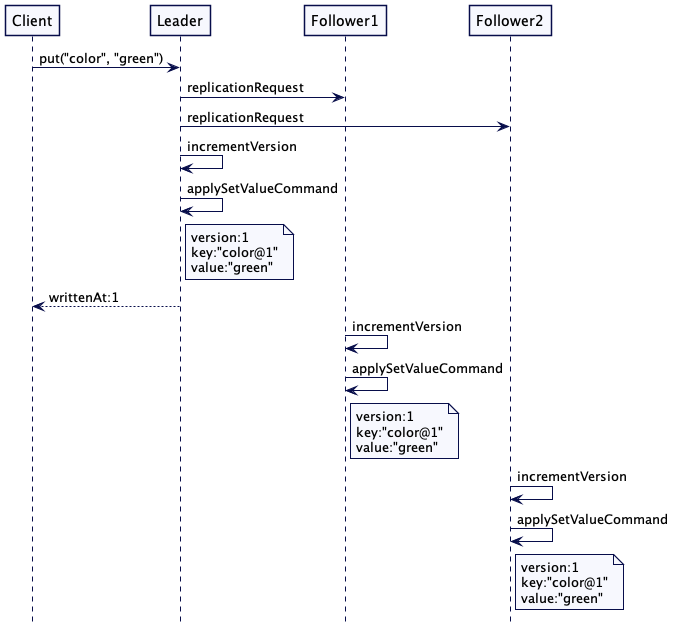 Client
Leader
Follower1
Follower2
put("color", "green")
replicationRequest
replicationRequest
incrementVersion
applySetValueCommand
version:1
key:"color@1"
value:"green"
writtenAt:1
incrementVersion
applySetValueCommand
version:1
key:"color@1"
value:"green"
incrementVersion
applySetValueCommand
version:1
key:"color@1"
value:"green"